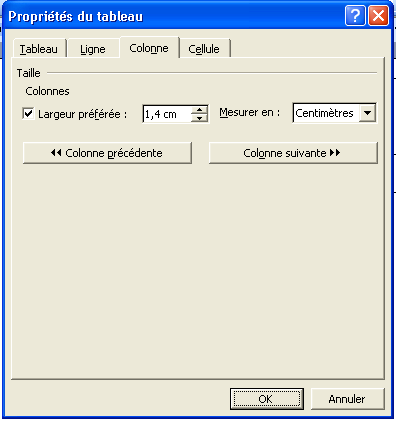 Propriétés du tableau
Tableau Ligne Colonne Cellule
Taille
Colonnes
Largeur préférée : 1,4 cm Mesurer en : Centimètres
Colonne précédente Colonne suivante
OK Annuler